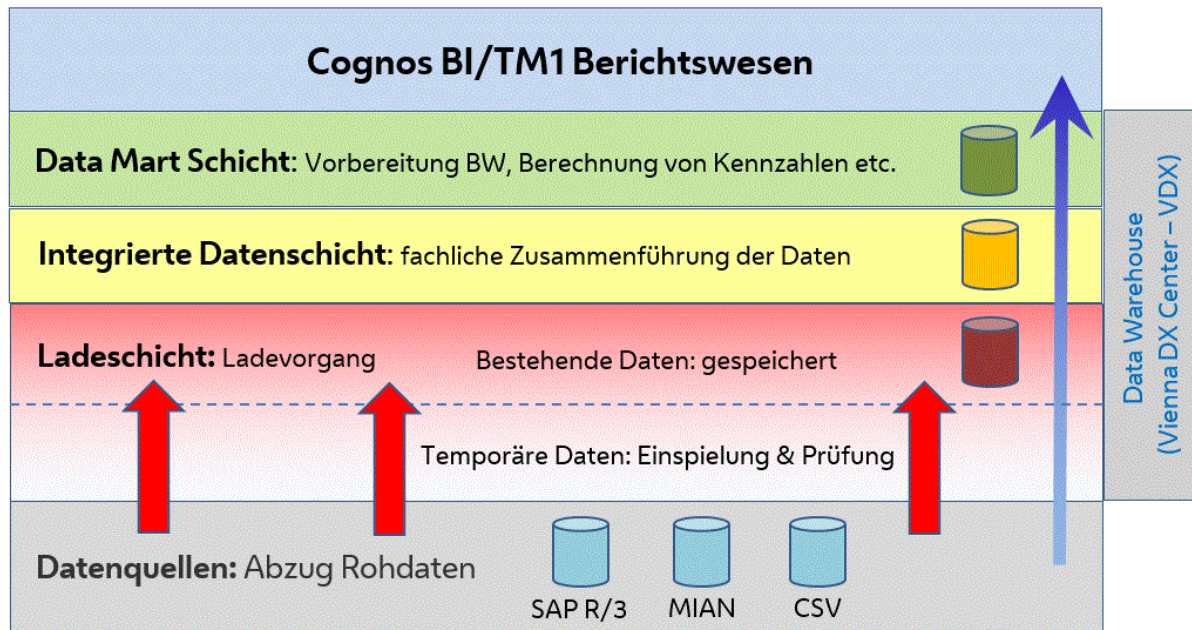 Cognos BI/TM1 Berichtswesen
Data Mart Schicht: Vorbereitung BW, Berechnung von Kennzahlen etc.
Integrierte Datenschicht: fachliche Zusammenführung der Daten
Ladeschicht: Ladevorgang
Bestehende Daten: gespeichert
Temporäre Daten: Einspielung & Prüfung
Datenquellen: Abzug Rohdaten
SAP R/3
MIAN
CSV
Data Warehouse
(Vienna DX Center – VDX)